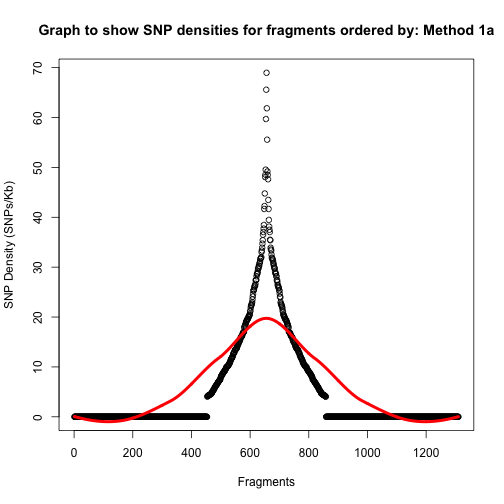 Graph to show SNP densities for fragments ordered by: Method 1a
SNP Density (SNPs/Kb)
70
60
50
40
30
20
10
0
0 200 400 600 800 1000 1200
Fragments